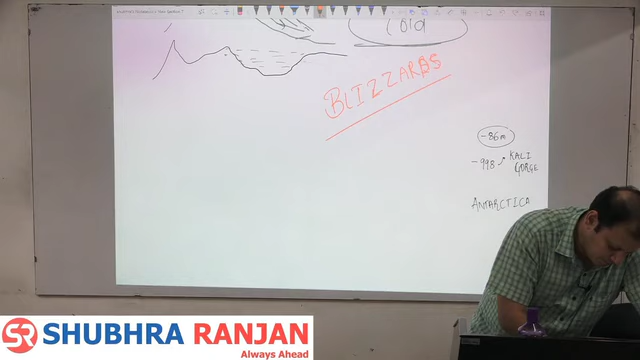 Cold
BLIZZARDS
-86m
-998 KALI
GORGE
ANTARCTICA
SR SHUBHRA RANJAN
Always Ahead